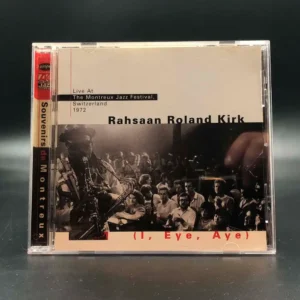 Live At
The Montreux Jazz Festival,
Switzerland
1972
Rahsaan Roland Kirk
(I, Eye, Aye)
Souvenirs de Montreux